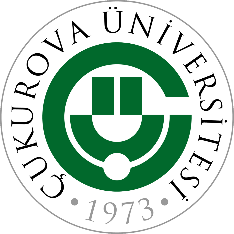 ÇUKUROVA ÜNİVERSİTESİ
• 1973 •